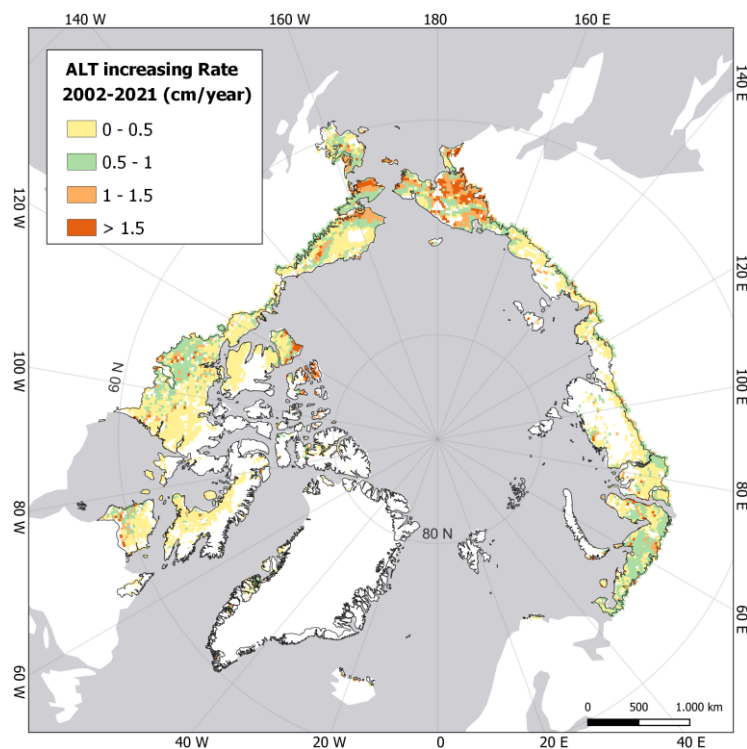 140 W
160 W
180
160 E
140 E
ALT increasing Rate
2002-2021 (cm/year)
0 - 0.5
0.5 - 1
1 - 1.5
> 1.5
120 W
120 E
100 W
60 N
100 E
80 W
80 N
80 E
60 W
60 E
0 500 1.000 km
40 W
20 W
0
20 E
40 E